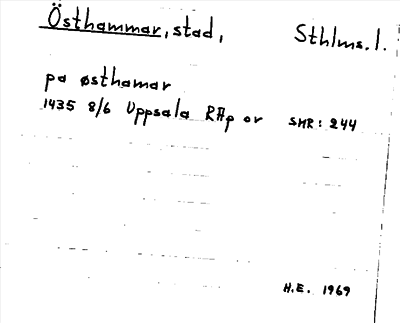 Östhammar, stad, Sthlms. l.
pa østhamar
1435 8/6 Uppsala RAp or SMR: 244
H.E. 1969